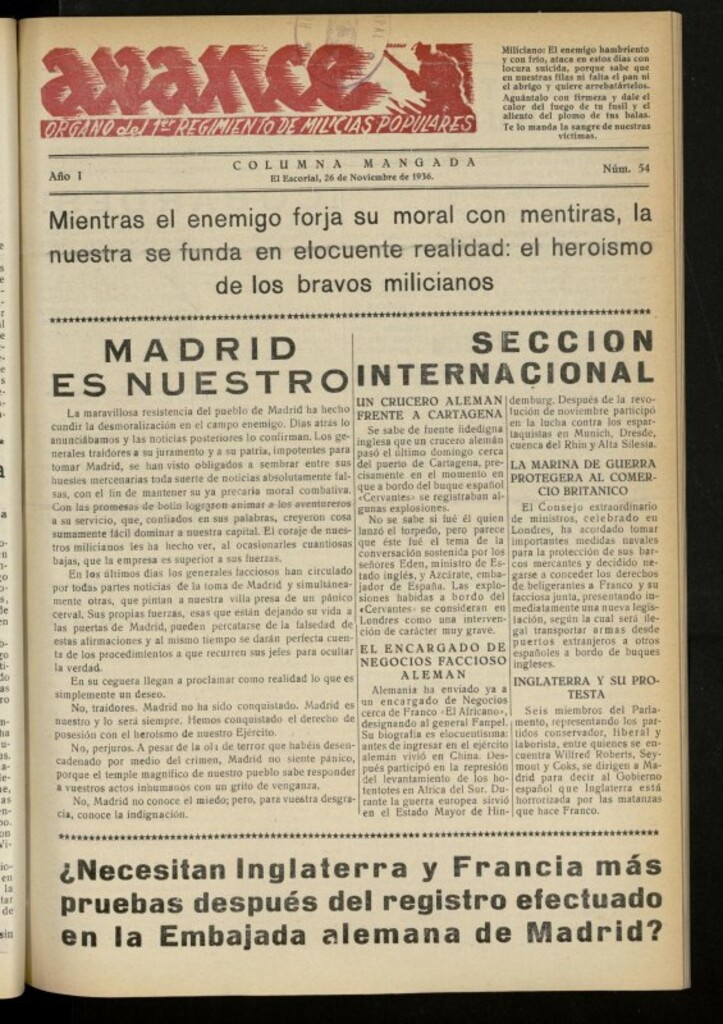 avance
ORGANO del 1er REGIMIENTO DE MILICIAS POPULARES
Miliciano: El enemigo hambriento
y con frío, ataca en estos días con
locura suicida, porque sabe que
en nuestras filas ni falta el pan ni
el abrigo y quiere arrebatártelos.
Aguántalo con firmeza y dale el
calor del fuego de tu fusil y el
aliento del plomo de tus balas.
Te lo manda la sangre de nuestras
víctimas.
Año I
COLUMNA MANGADA
El Escorial, 26 de Noviembre de 1936.
Núm. 54
Mientras el enemigo forja su moral con mentiras, la
nuestra se funda en elocuente realidad: el heroismo
de los bravos milicianos
MADRID
ES NUESTRO
La maravillosa resistencia del pueblo de Madrid ha hecho
cundir la desmoralización en el campo enemigo. Días atrás lo
anunciábamos y las noticias posteriores lo confirman. Los ge-
nerales traidores a su juramento y a su patria, impotentes para
tomar Madrid, se han visto obligados a sembrar entre sus
huestes mercenarias toda suerte de noticias absolutamente fal-
sas, con el fin de mantener su ya precaria moral combativa.
Con las promesas de botín lograron animar a los aventureros
a su servicio, que, confiados en sus palabras, creyeron cosa
sumamente fácil dominar a nuestra capital. El coraje de nues-
tros milicianos les ha hecho ver, al ocasionarles cuantiosas
bajas, que la empresa es superior a sus fuerzas.
En los últimos días los generales facciosos han circulado
por todas partes noticias de la toma de Madrid y simultánea-
mente otras, que pintan a nuestra villa presa de un pánico
cerval. Sus propias fuerzas, esas que están dejando su vida a
las puertas de Madrid, pueden percatarse de la falsedad de
estas afirmaciones y al mismo tiempo se darán perfecta cuen-
ta de los procedimientos a que recurren sus jefes para ocultar
la verdad.
En su ceguera llegan a proclamar como realidad lo que es
simplemente un deseo.
No, traidores. Madrid no ha sido conquistado. Madrid es
nuestro y lo será siempre. Hemos conquistado el derecho de
posesión con el heroísmo de nuestro Ejército.
No, perjuros. A pesar de la ola de terror que habéis desen-
cadenado por medio del crimen, Madrid no siente pánico,
porque el temple magnífico de nuestro pueblo sabe responder
a vuestros actos inhumanos con un grito de venganza.
No, Madrid no conoce el miedo; pero, para vuestra desgra-
cia, conoce la indignación.
SECCION
INTERNACIONAL
UN CRUCERO ALEMAN
FRENTE A CARTAGENA
Se sabe de fuente fidedigna
inglesa que un crucero alemán
pasó el último domingo cerca
del puerto de Cartagena, pre-
cisamente en el momento en
que a bordo del buque español
«Cervantes» se registraban al-
gunas explosiones.
No se sabe si fué él quien
lanzó el torpedo, pero parece
que éste fué el tema de la
conversación sostenida por los
señores Eden, ministro de Es-
tado inglés, y Azcárate, emba-
jador de España. Las explo-
siones habidas a bordo del
«Cervantes» se consideran en
Londres como una interven-
ción de carácter muy grave.
EL ENCARGADO DE
NEGOCIOS FACCIOSO
ALEMAN
Alemania ha enviado ya a
un encargado de Negocios
cerca de Franco «El Africano»,
designando al general Fanpel.
Su biografía es elocuentísima:
antes de ingresar en el ejército
alemán vivió en China. Des-
pués participó en la represión
del levantamiento de los ho-
tentotes en Africa del Sur. Du-
rante la guerra europea sirvió
en el Estado Mayor de Hin-
demburg. Después de la revo-
lución de noviembre participó
en la lucha contra los espar-
taquistas en Munich, Dresde,
cuenca del Rhin y Alta Silesia.
LA MARINA DE GUERRA
PROTEGERA AL COMER-
CIO BRITANICO
El Consejo extraordinario
de ministros, celebrado en
Londres, ha acordado tomar
importantes medidas navales
para la protección de sus bar-
cos mercantes y decidido ne-
garse a conceder los derechos
de beligerantes a Franco y su
facciosa junta, presentando in-
mediatamente una nueva legis-
lación, según la cual será ile-
gal transportar armas desde
puertos extranjeros a otros
españoles a bordo de buques
ingleses.
INGLATERRA Y SU PRO-
TESTA
Seis miembros del Parla-
mento, representando los par-
tidos conservador, liberal y
laborista, entre quienes se en-
cuentra Wilfred Roberts, Sey-
mout y Coks, se dirigen a Ma-
drid para decir al Gobierno
español que Inglaterra está
horrorizada por las matanzas
que hace Franco.
¿Necesitan Inglaterra y Francia más
pruebas después del registro efectuado
en la Embajada alemana de Madrid?